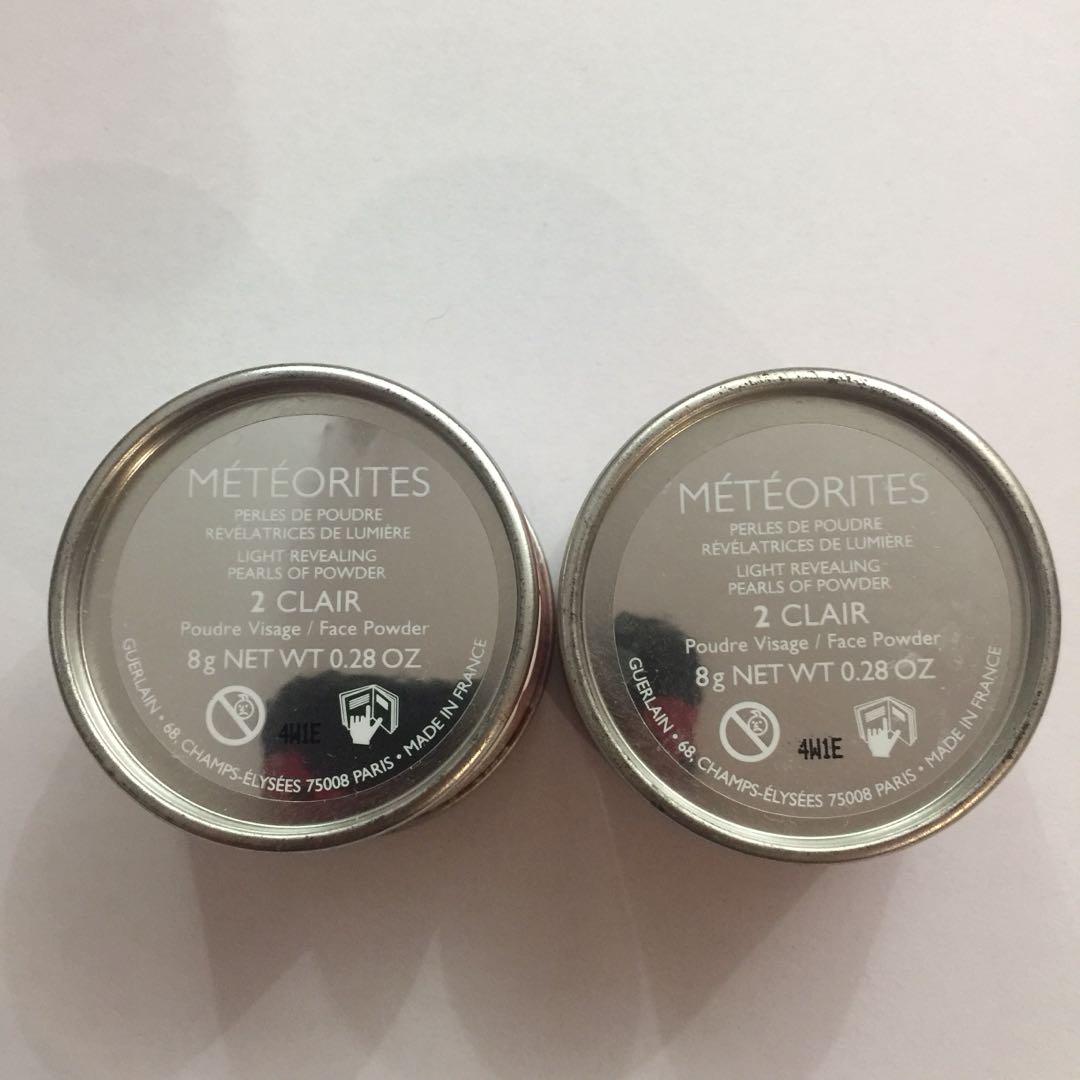 MÉTÉORITES
PERLES DE POUDRE
RÉVÉLATRICES DE LUMIÈRE
LIGHT REVEALING
PEARLS OF POWDER
2 CLAIR
Poudre Visage / Face Powder
8g NET WT 0.28 OZ
4W1E
GUERLAIN • 68, CHAMPS-ÉLYSÉES 75008 PARIS • MADE IN FRANCE
MÉTÉORITES
PERLES DE POUDRE
RÉVÉLATRICES DE LUMIÈRE
LIGHT REVEALING
PEARLS OF POWDER
2 CLAIR
Poudre Visage / Face Powder
8g NET WT 0.28 OZ
4W1E
GUERLAIN • 68, CHAMPS-ÉLYSÉES 75008 PARIS • MADE IN FRANCE